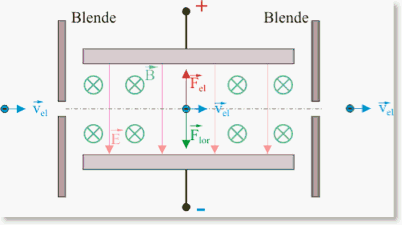 Blende
+
Blende
B
F el
v el
v el
v el
E
F lor
-